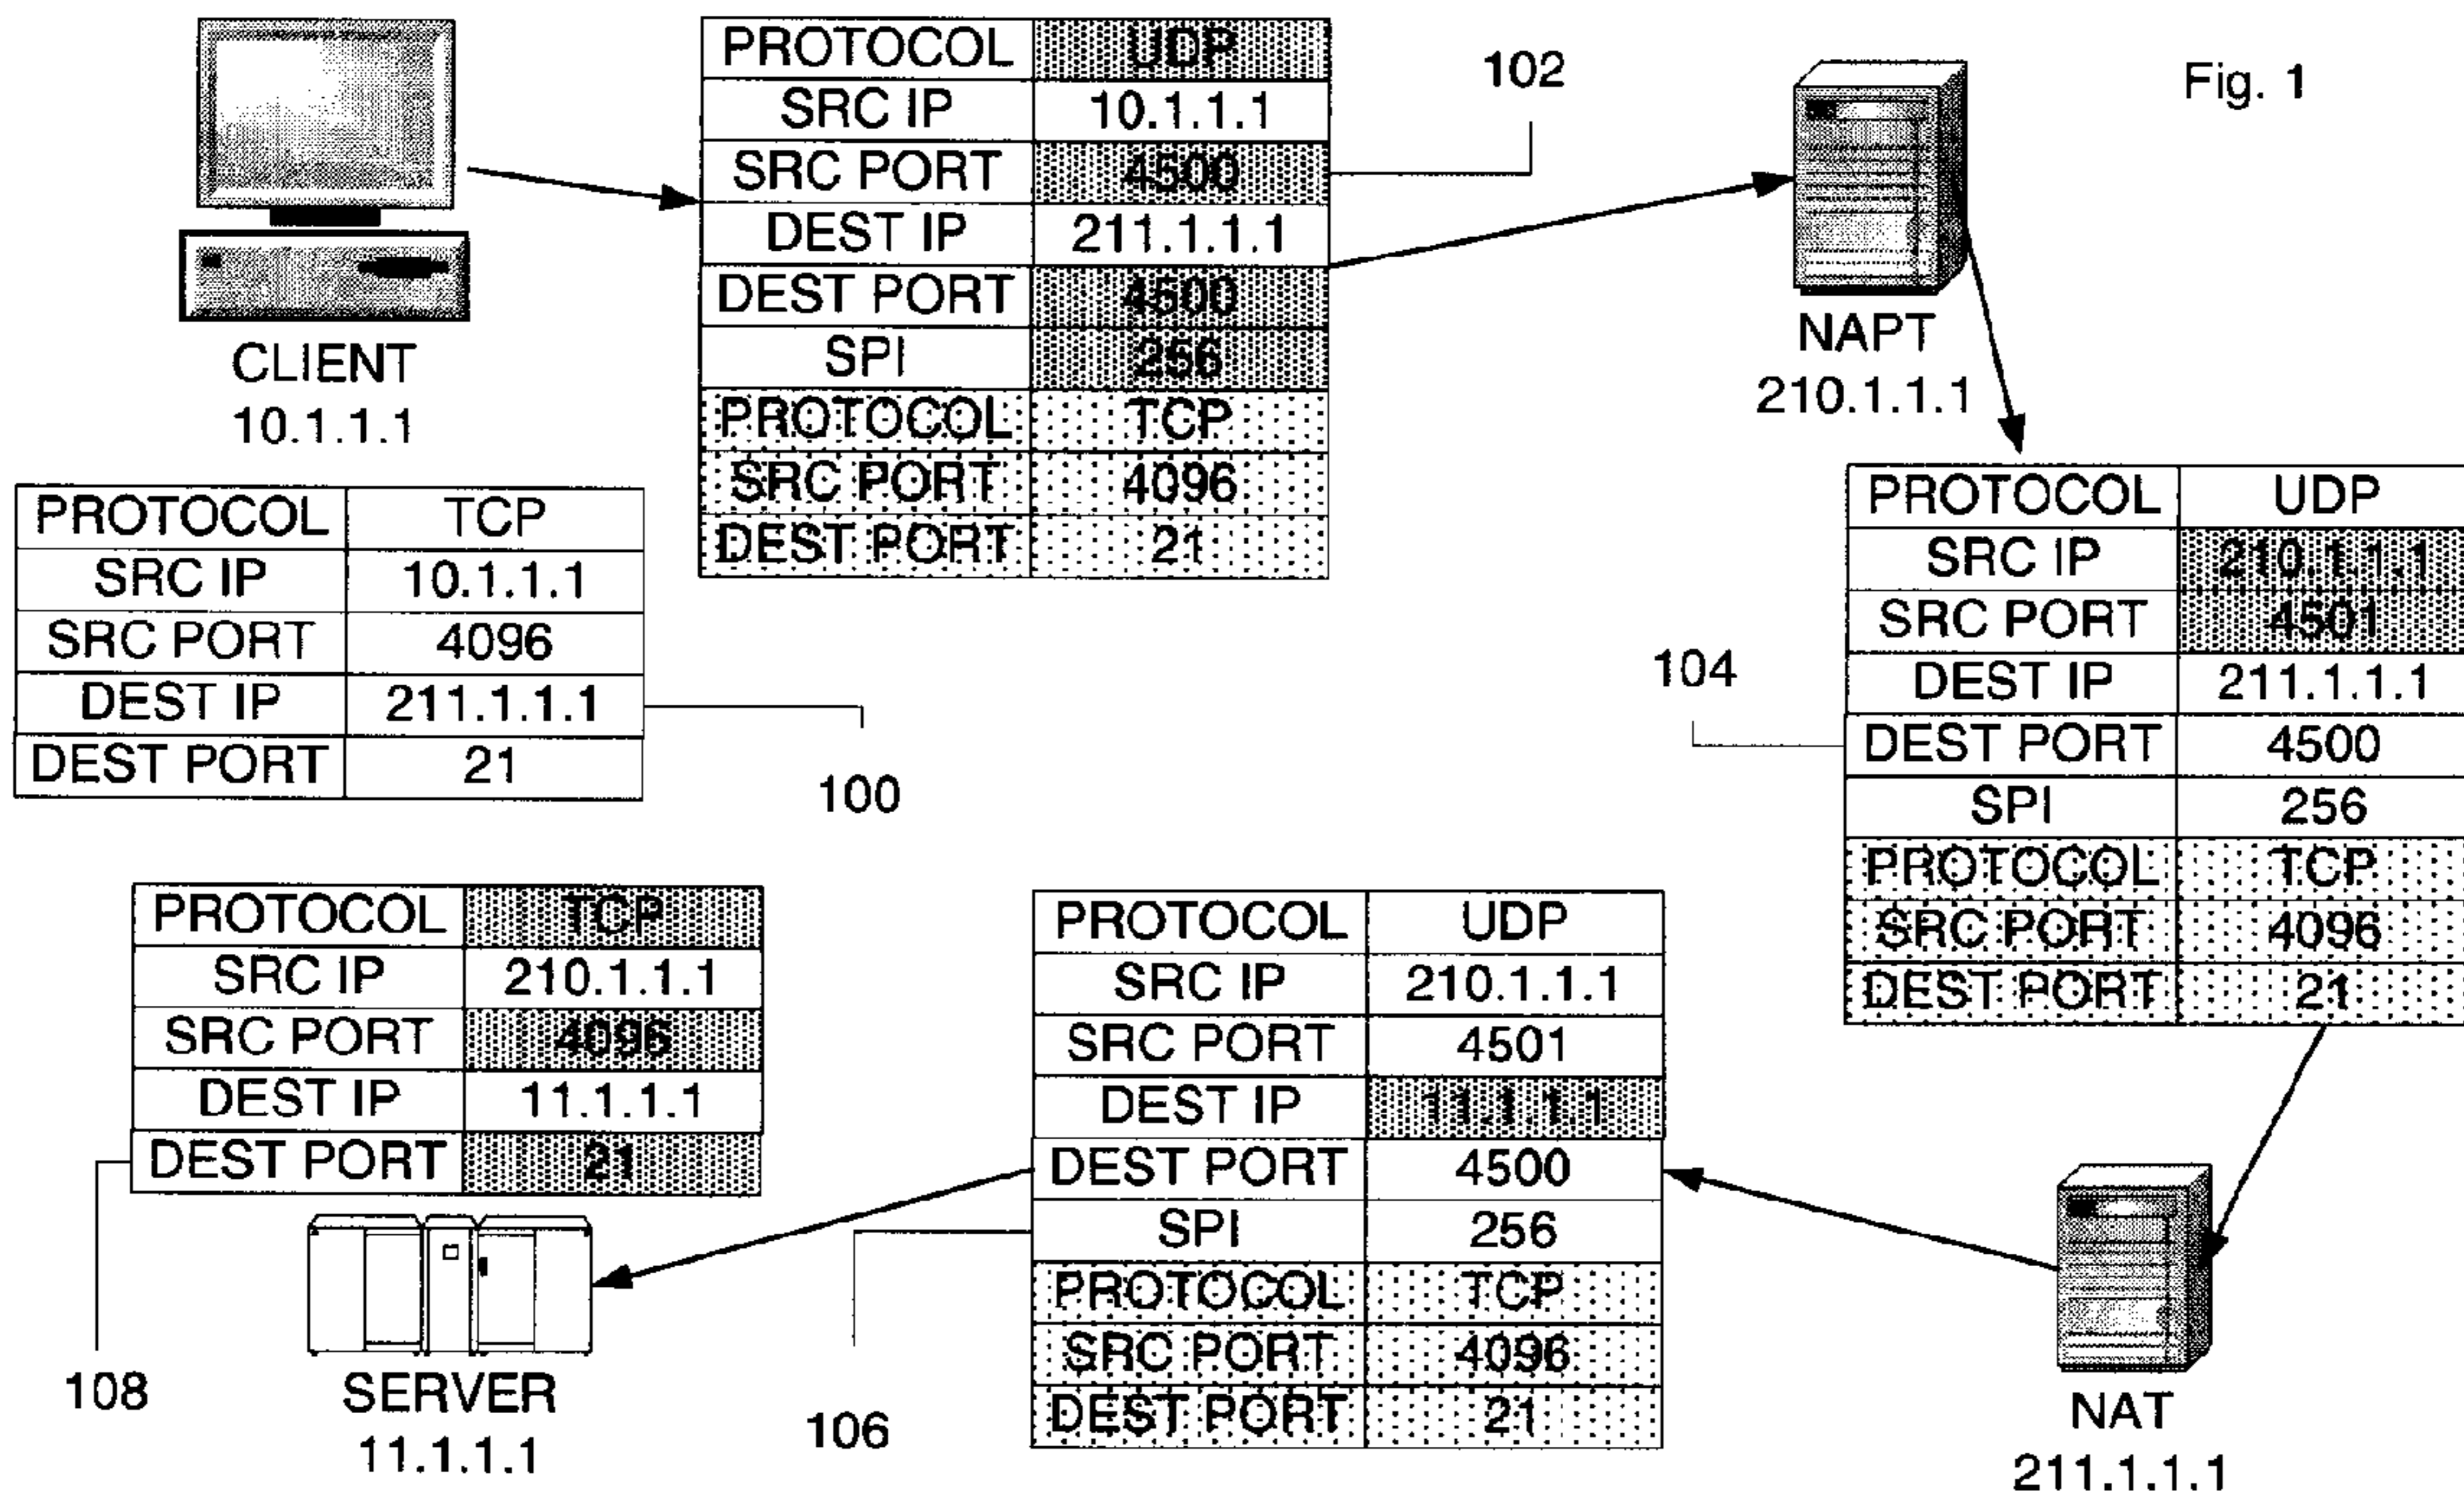 Fig. 1
CLIENT
10.1.1.1
PROTOCOL TCP
SRC IP 10.1.1.1
SRC PORT 4096
DEST IP 211.1.1.1
DEST PORT 21
100
PROTOCOL UDP
SRC IP 10.1.1.1
SRC PORT 4500
DEST IP 211.1.1.1
DEST PORT 4500
SPI 256
PROTOCOL TCP
SRC PORT 4096
DEST PORT 21
102
NAPT
210.1.1.1
PROTOCOL UDP
SRC IP 210.1.1.1
SRC PORT 4501
DEST IP 211.1.1.1
DEST PORT 4500
SPI 256
PROTOCOL TCP
SRC PORT 4096
DEST PORT 21
104
NAT
211.1.1.1
PROTOCOL UDP
SRC IP 210.1.1.1
SRC PORT 4501
DEST IP 11.1.1.1
DEST PORT 4500
SPI 256
PROTOCOL TCP
SRC PORT 4096
DEST PORT 21
106
PROTOCOL TCP
SRC IP 210.1.1.1
SRC PORT 4096
DEST IP 11.1.1.1
DEST PORT 21
108
SERVER
11.1.1.1